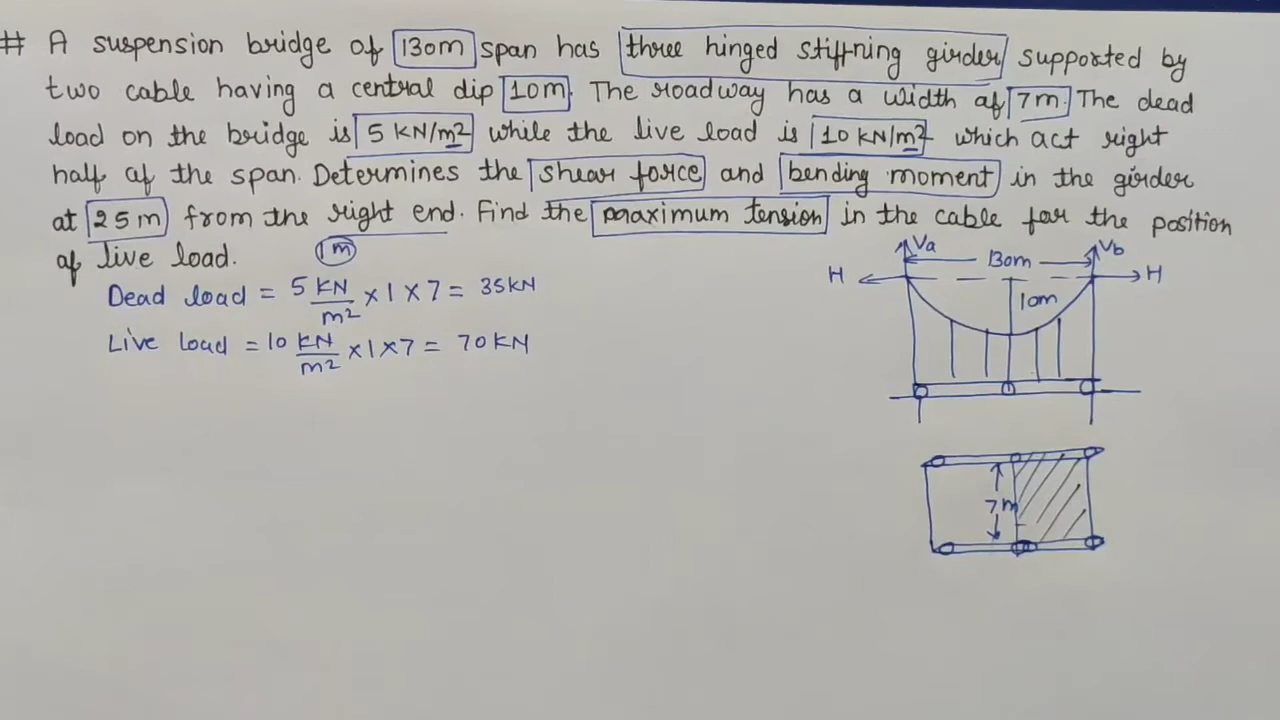 # A suspension bridge of 130m span has three hinged stiffning girder supported by
two cable having a central dip 10m. The roadway has a width of 7m. The dead
load on the bridge is 5 KN/m2 while the live load is 10 KN/m2 which act right
half of the span. Determines the shear force and bending moment in the girder
at 25m from the right end. Find the maximum tension in the cable for the position
of live load.
1m
Dead load = 5 KN/m2 × 1 × 7 = 35KN
Live load = 10 KN/m2 × 1 × 7 = 70KN
Va
130m
Vb
H
H
10m
7m